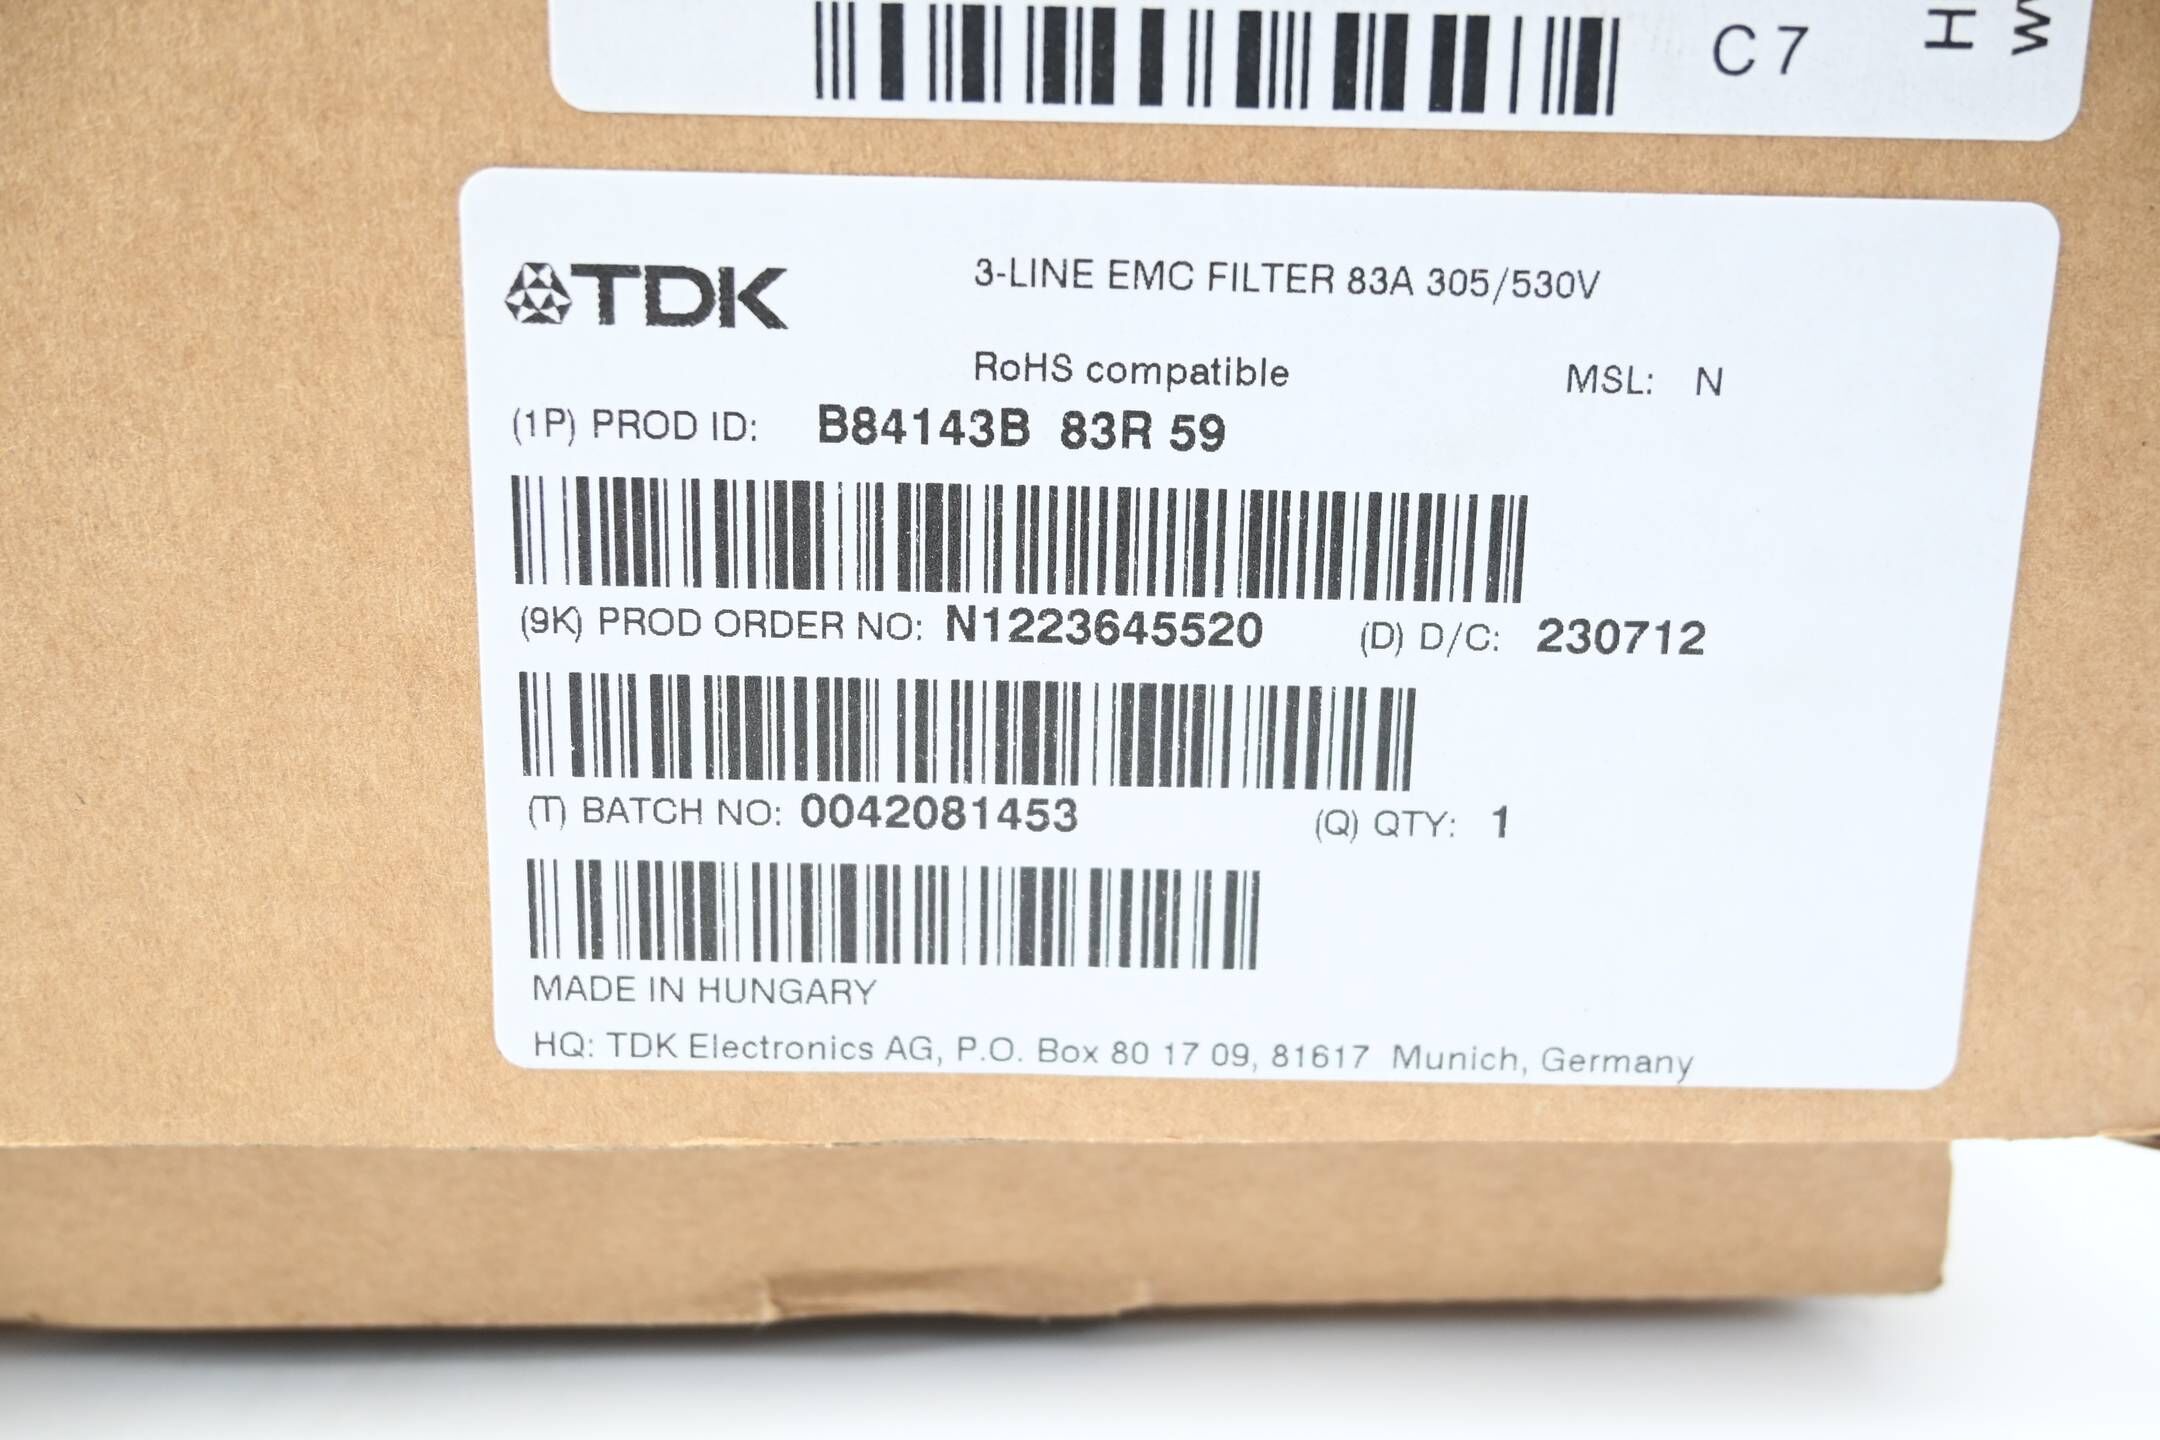 C7
H
W
TDK
3-LINE EMC FILTER 83A 305/530V
RoHS compatible MSL: N
(1P) PROD ID: B84143B 83R 59
(9K) PROD ORDER NO: N1223645520 (D) D/C: 230712
(T) BATCH NO: 0042081453 (Q) QTY: 1
MADE IN HUNGARY
HQ: TDK Electronics AG, P.O. Box 80 17 09, 81617 Munich, Germany